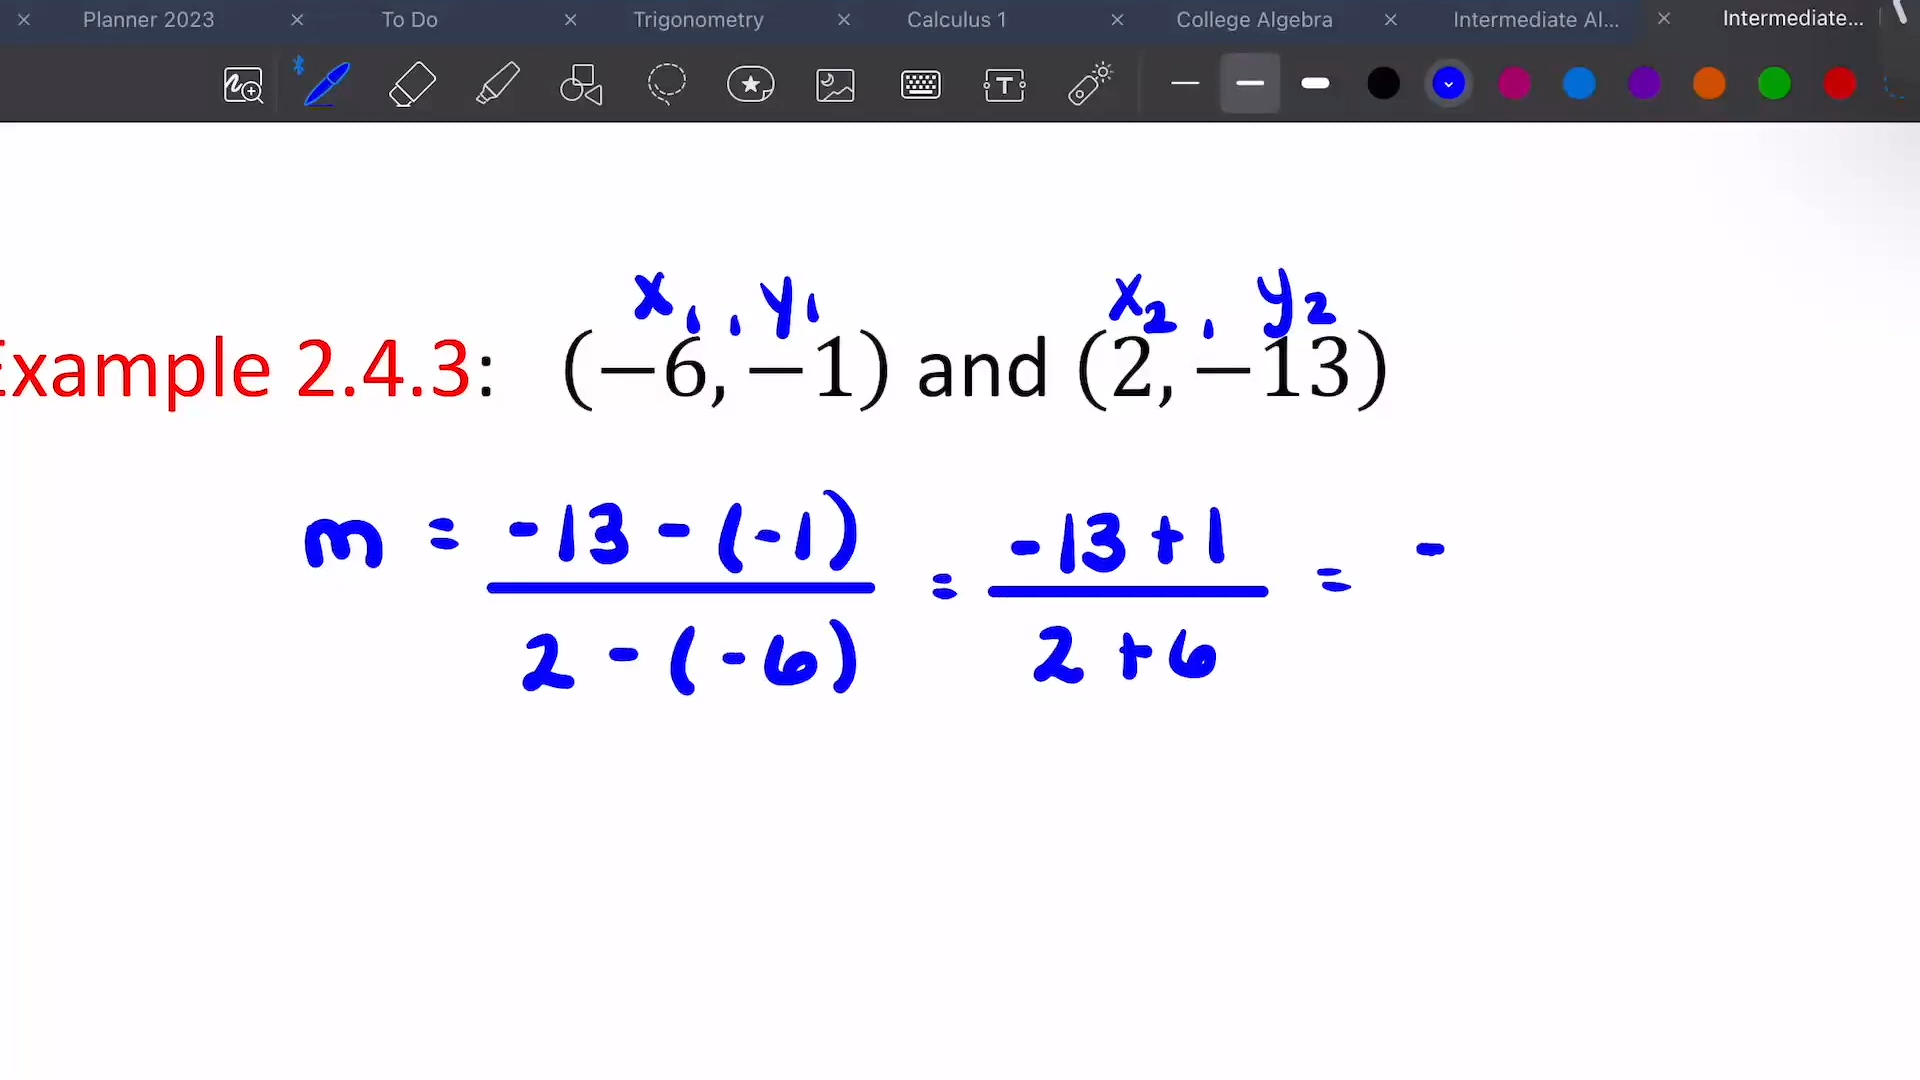 Planner 2023 To Do Trigonometry Calculus 1 College Algebra Intermediate Al... Intermediate...
x₁, y₁ x₂, y₂
Example 2.4.3: (−6, −1) and (2, −13)
m = (-13 - (-1))/(2 - (-6)) = (-13 + 1)/(2 + 6) = -